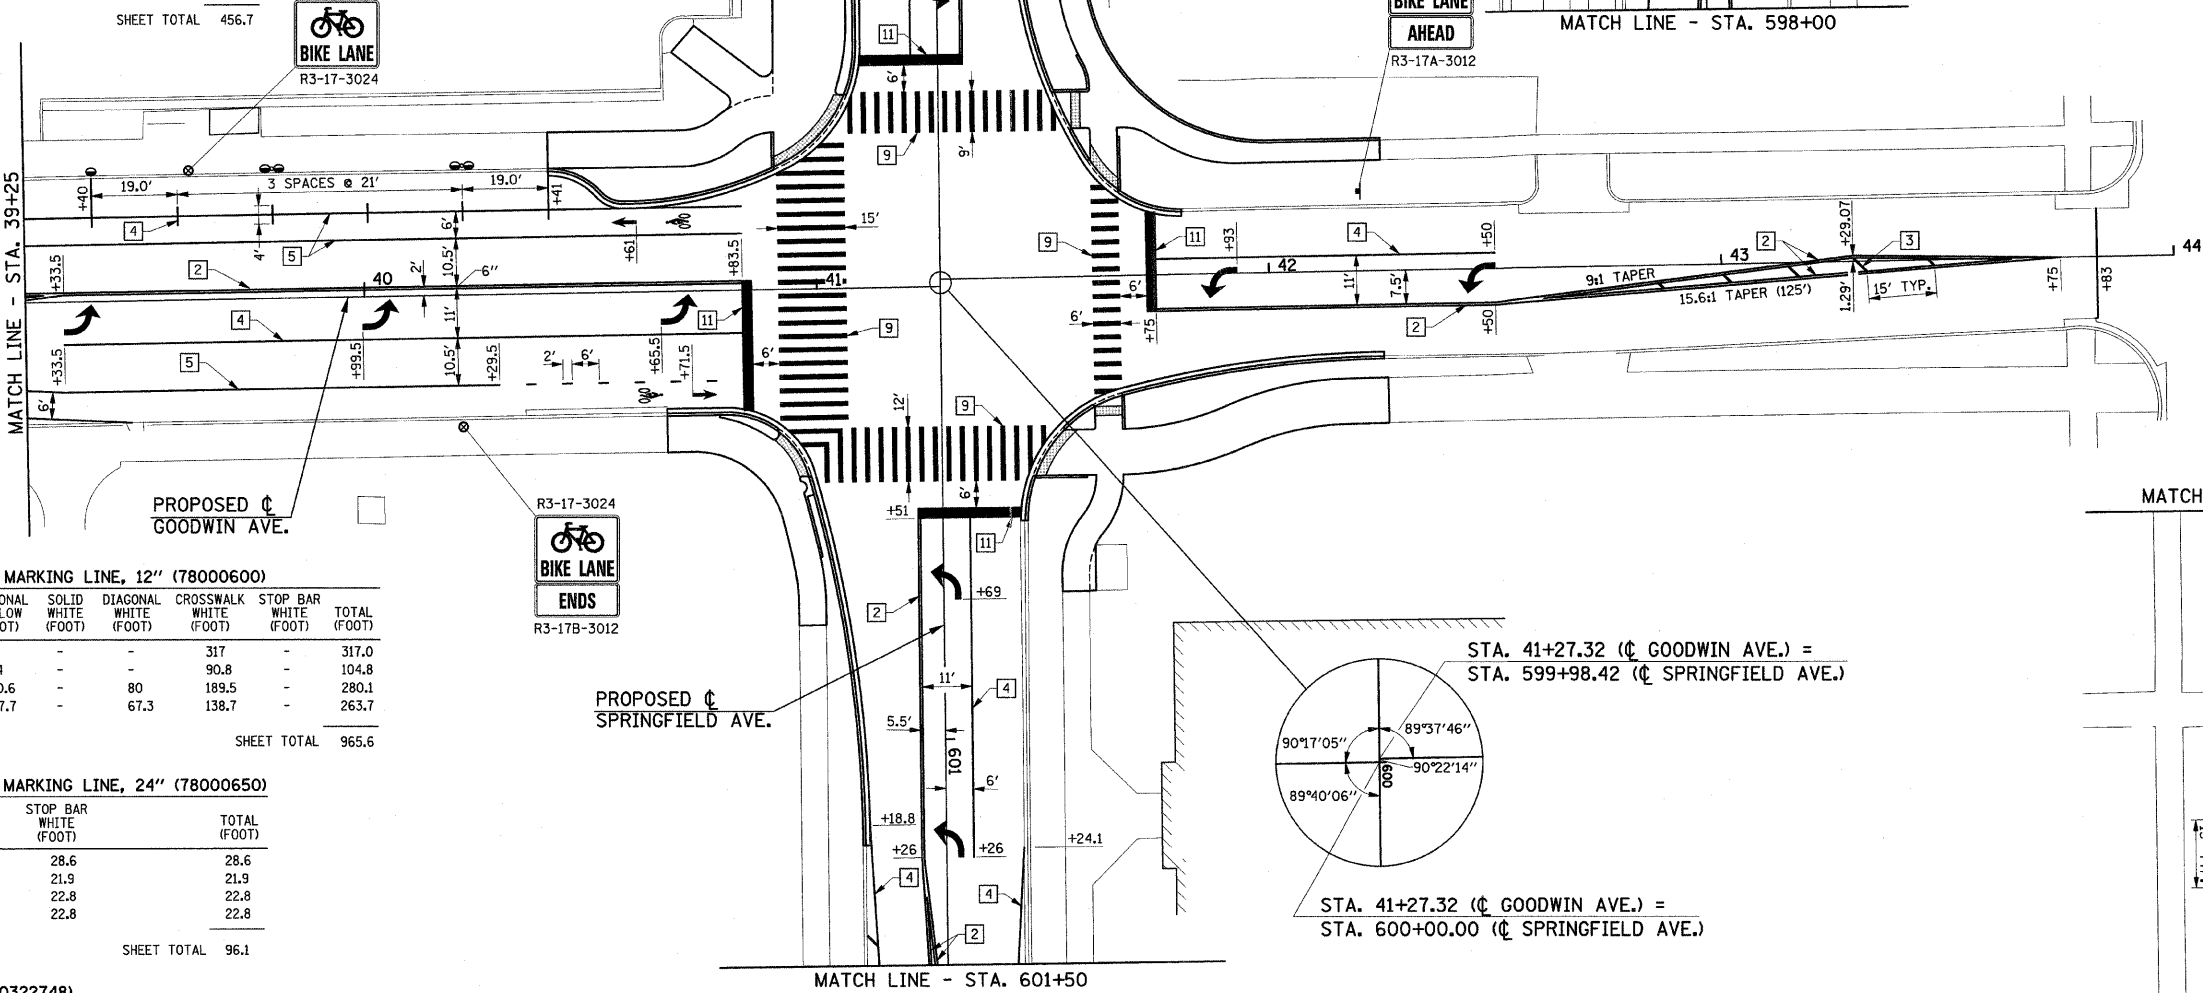 SHEET TOTAL 456.7
BIKE LANE
R3-17-3024
11
6'
BIKE LANE
AHEAD
R3-17A-3012
MATCH LINE - STA. 598+00
MATCH LINE - STA. 39+25
+40
19.0'
3 SPACES @ 21'
19.0'
+41
9
9'
4
4'
5
6'
10.5'
+61
+83.5
15'
9
11
+93
4
+50
+29.07
2
3
44
+33.5
2
40
2'
6"
41
6'
42
11'
7.5'
43
9:1 TAPER
15.6:1 TAPER (125')
1.29'
15' TYP.
+75
+83
4
11'
11
9
6'
+75
2
+50
+33.5
5
+99.5
10.5'
+29.5
2'
6'
+65.5
+71.5
6'
6'
12'
9
PROPOSED ℄
GOODWIN AVE.
R3-17-3024
BIKE LANE
ENDS
R3-17B-3012
+51
6'
11
MATCH
MARKING LINE, 12" (78000600)
SOLID WHITE (FOOT)
DIAGONAL WHITE (FOOT)
CROSSWALK WHITE (FOOT)
STOP BAR WHITE (FOOT)
TOTAL (FOOT)
- - 317 - 317.0
- - 90.8 - 104.8
0.6 - 80 189.5 - 280.1
7.7 - 67.3 138.7 - 263.7
SHEET TOTAL 965.6
2
+69
PROPOSED ℄
SPRINGFIELD AVE.
11'
4
5.5'
601
6'
+18.8
+26
+26
+24.1
4
4
2
MATCH LINE - STA. 601+50
STA. 41+27.32 (℄ GOODWIN AVE.) =
STA. 599+98.42 (℄ SPRINGFIELD AVE.)
90°17'05"
89°37'46"
90°22'14"
600
89°40'06"
STA. 41+27.32 (℄ GOODWIN AVE.) =
STA. 600+00.00 (℄ SPRINGFIELD AVE.)
MARKING LINE, 24" (78000650)
STOP BAR
WHITE TOTAL
(FOOT) (FOOT)
28.6 28.6
21.9 21.9
22.8 22.8
22.8 22.8
SHEET TOTAL 96.1